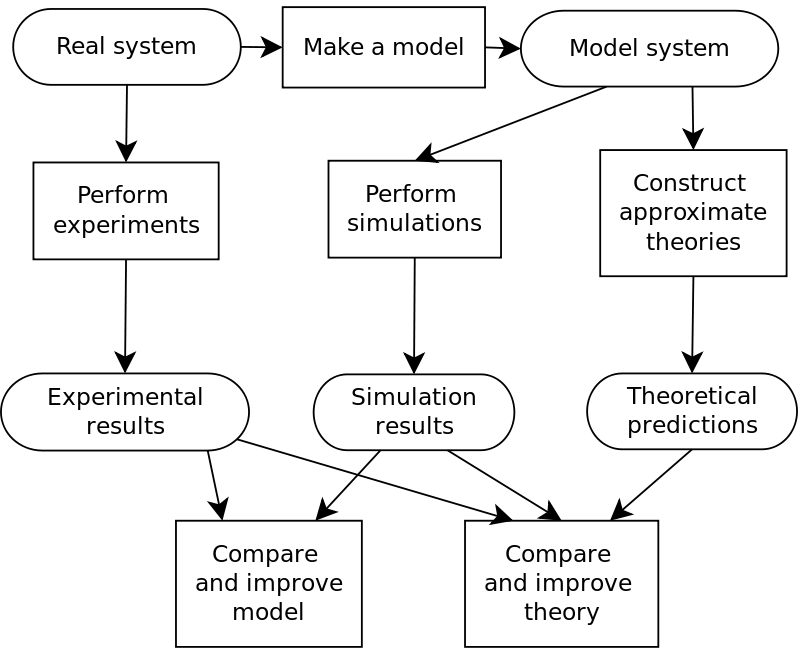 Real system
Make a model
Model system
Perform
experiments
Perform
simulations
Construct
approximate
theories
Experimental
results
Simulation
results
Theoretical
predictions
Compare
and improve
model
Compare
and improve
theory